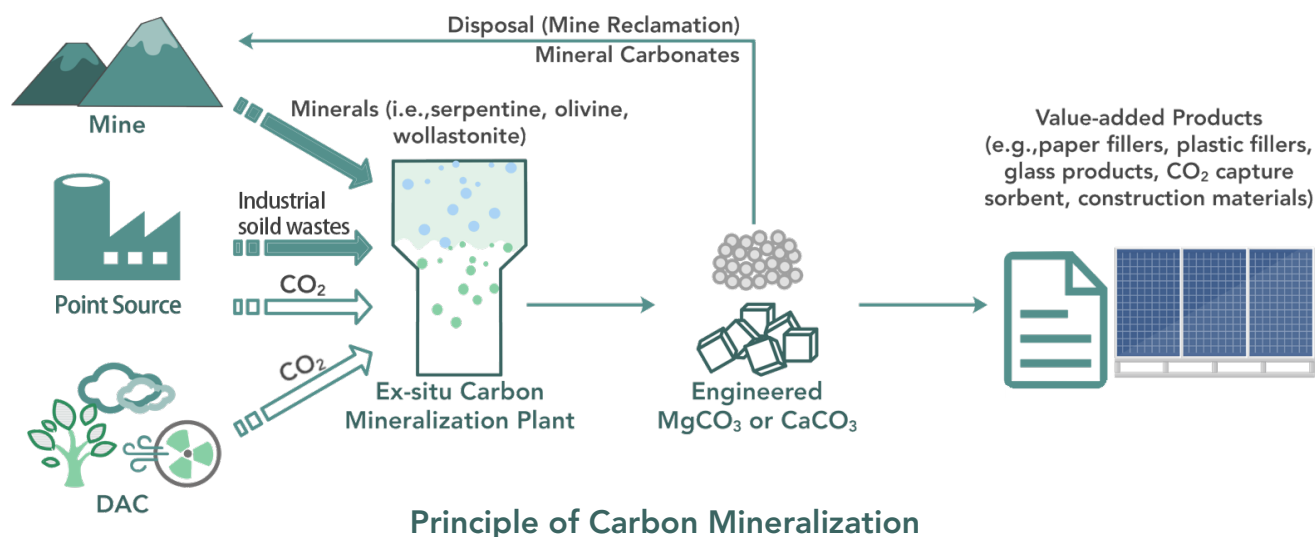 Disposal (Mine Reclamation)
Mineral Carbonates
Mine
Minerals (i.e.,serpentine, olivine,
wollastonite)
Value-added Products
(e.g.,paper fillers, plastic fillers,
glass products, CO₂ capture
sorbent, construction materials)
Industrial
soild wastes
Point Source
CO₂
CO₂
Ex-situ Carbon
Mineralization Plant
Engineered
MgCO₃ or CaCO₃
DAC
Principle of Carbon Mineralization